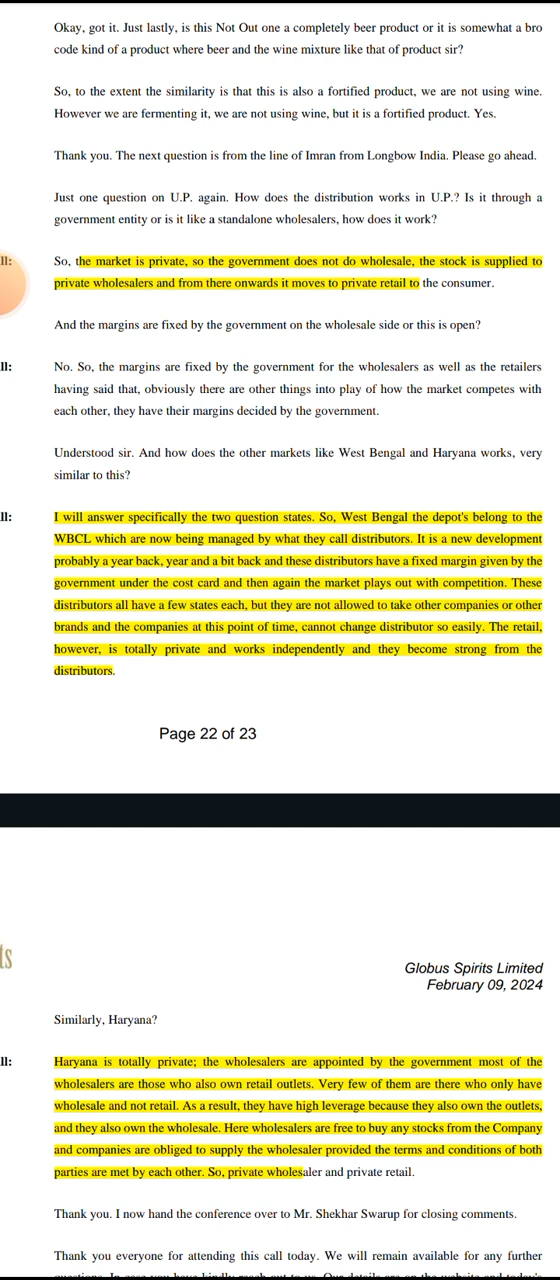 Okay, got it. Just lastly, is this Not Out one a completely beer product or it is somewhat a bro
code kind of a product where beer and the wine mixture like that of product sir?
So, to the extent the similarity is that this is also a fortified product, we are not using wine.
However we are fermenting it, we are not using wine, but it is a fortified product. Yes.
Thank you. The next question is from the line of Imran from Longbow India. Please go ahead.
Just one question on U.P. again. How does the distribution works in U.P.? Is it through a
government entity or is it like a standalone wholesalers, how does it work?
ll: So, the market is private, so the government does not do wholesale, the stock is supplied to
private wholesalers and from there onwards it moves to private retail to the consumer.
And the margins are fixed by the government on the wholesale side or this is open?
ll: No. So, the margins are fixed by the government for the wholesalers as well as the retailers
having said that, obviously there are other things into play of how the market competes with
each other, they have their margins decided by the government.
Understood sir. And how does the other markets like West Bengal and Haryana works, very
similar to this?
ll: I will answer specifically the two question states. So, West Bengal the depot's belong to the
WBCL which are now being managed by what they call distributors. It is a new development
probably a year back, year and a bit back and these distributors have a fixed margin given by the
government under the cost card and then again the market plays out with competition. These
distributors all have a few states each, but they are not allowed to take other companies or other
brands and the companies at this point of time, cannot change distributor so easily. The retail,
however, is totally private and works independently and they become strong from the
distributors.
Page 22 of 23
ts
Globus Spirits Limited
February 09, 2024
Similarly, Haryana?
ll: Haryana is totally private; the wholesalers are appointed by the government most of the
wholesalers are those who also own retail outlets. Very few of them are there who only have
wholesale and not retail. As a result, they have high leverage because they also own the outlets,
and they also own the wholesale. Here wholesalers are free to buy any stocks from the Company
and companies are obliged to supply the wholesaler provided the terms and conditions of both
parties are met by each other. So, private wholesaler and private retail.
Thank you. I now hand the conference over to Mr. Shekhar Swarup for closing comments.
Thank you everyone for attending this call today. We will remain available for any further